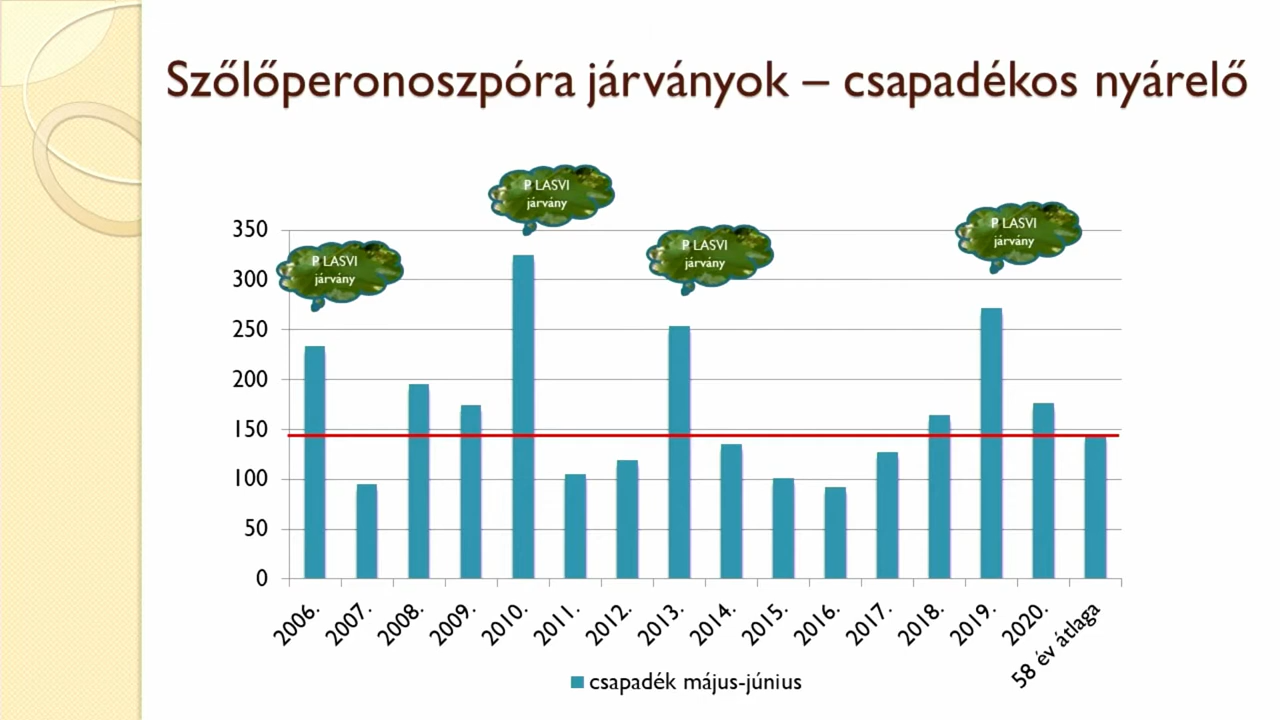 Szőlőperonoszpóra járványok – csapadékos nyárelő
P. LASVI
járvány
P. LASVI
járvány
P. LASVI
járvány
P. LASVI
járvány
350
300
250
200
150
100
50
0
2006.
2007.
2008.
2009.
2010.
2011.
2012.
2013.
2014.
2015.
2016.
2017.
2018.
2019.
2020.
58 év átlaga
csapadék május-június